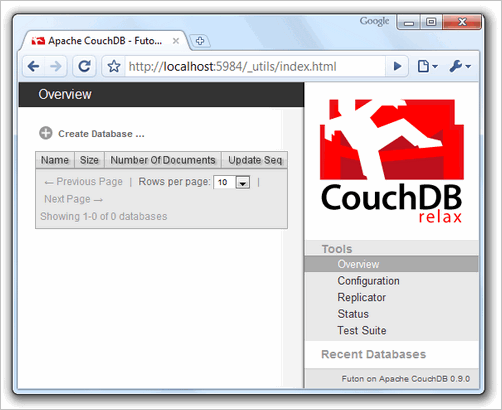 Google
Apache CouchDB - Futo...
http://localhost:5984/_utils/index.html
Overview
Create Database ...
Name Size Number Of Documents Update Seq
← Previous Page | Rows per page: 10 |
Next Page →
Showing 1-0 of 0 databases
CouchDB
relax
Tools
Overview
Configuration
Replicator
Status
Test Suite
Recent Databases
Futon on Apache CouchDB 0.9.0